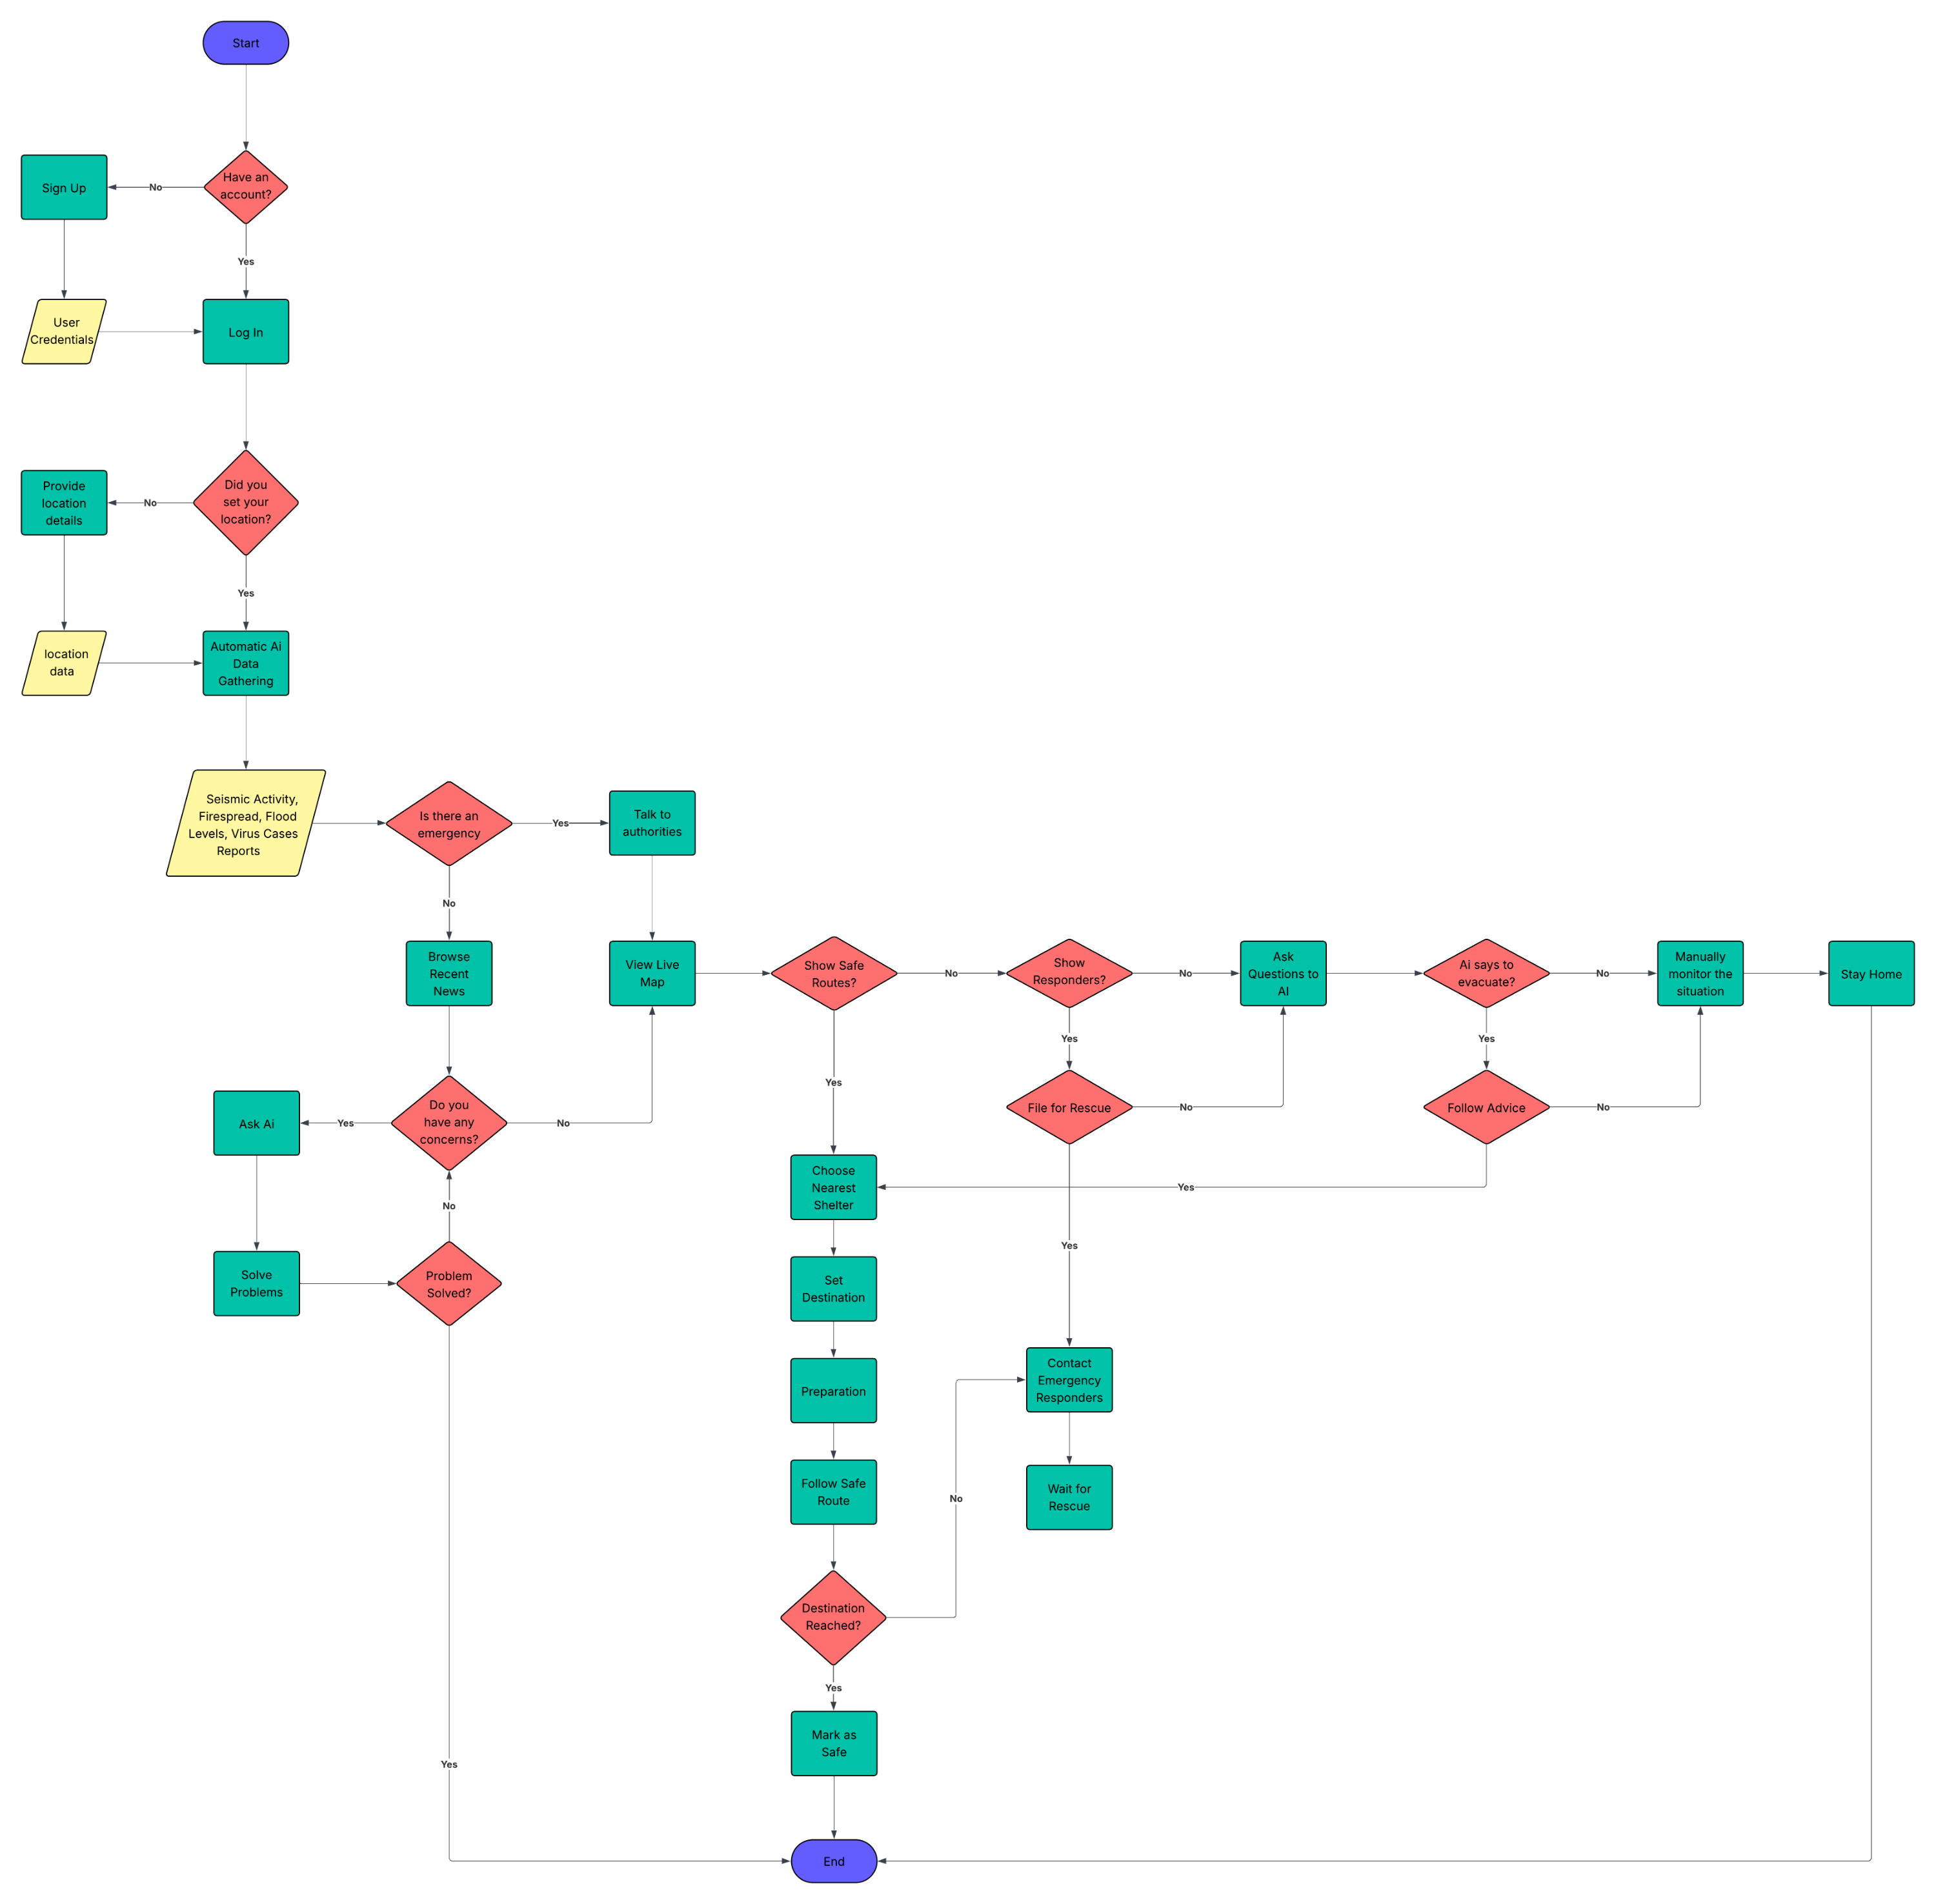 Start
Have an
account?
No
Sign Up
Yes
User
Credentials
Log In
Did you
set your
location?
No
Provide
location
details
Yes
location
data
Automatic Ai
Data
Gathering
Seismic Activity,
Firespread, Flood
Levels, Virus Cases
Reports
Is there an
emergency
Yes
Talk to
authorities
No
Browse
Recent
News
View Live
Map
Show Safe
Routes?
No
Show
Responders?
No
Ask
Questions to
AI
Ai says to
evacuate?
No
Manually
monitor the
situation
Stay Home
Yes
Yes
Yes
File for Rescue
No
Follow Advice
No
Do you
have any
concerns?
Yes
Ask Ai
No
Choose
Nearest
Shelter
Yes
No
Solve
Problems
Problem
Solved?
Yes
Set
Destination
Contact
Emergency
Responders
Preparation
Follow Safe
Route
No
Wait for
Rescue
Destination
Reached?
Yes
Mark as
Safe
Yes
End